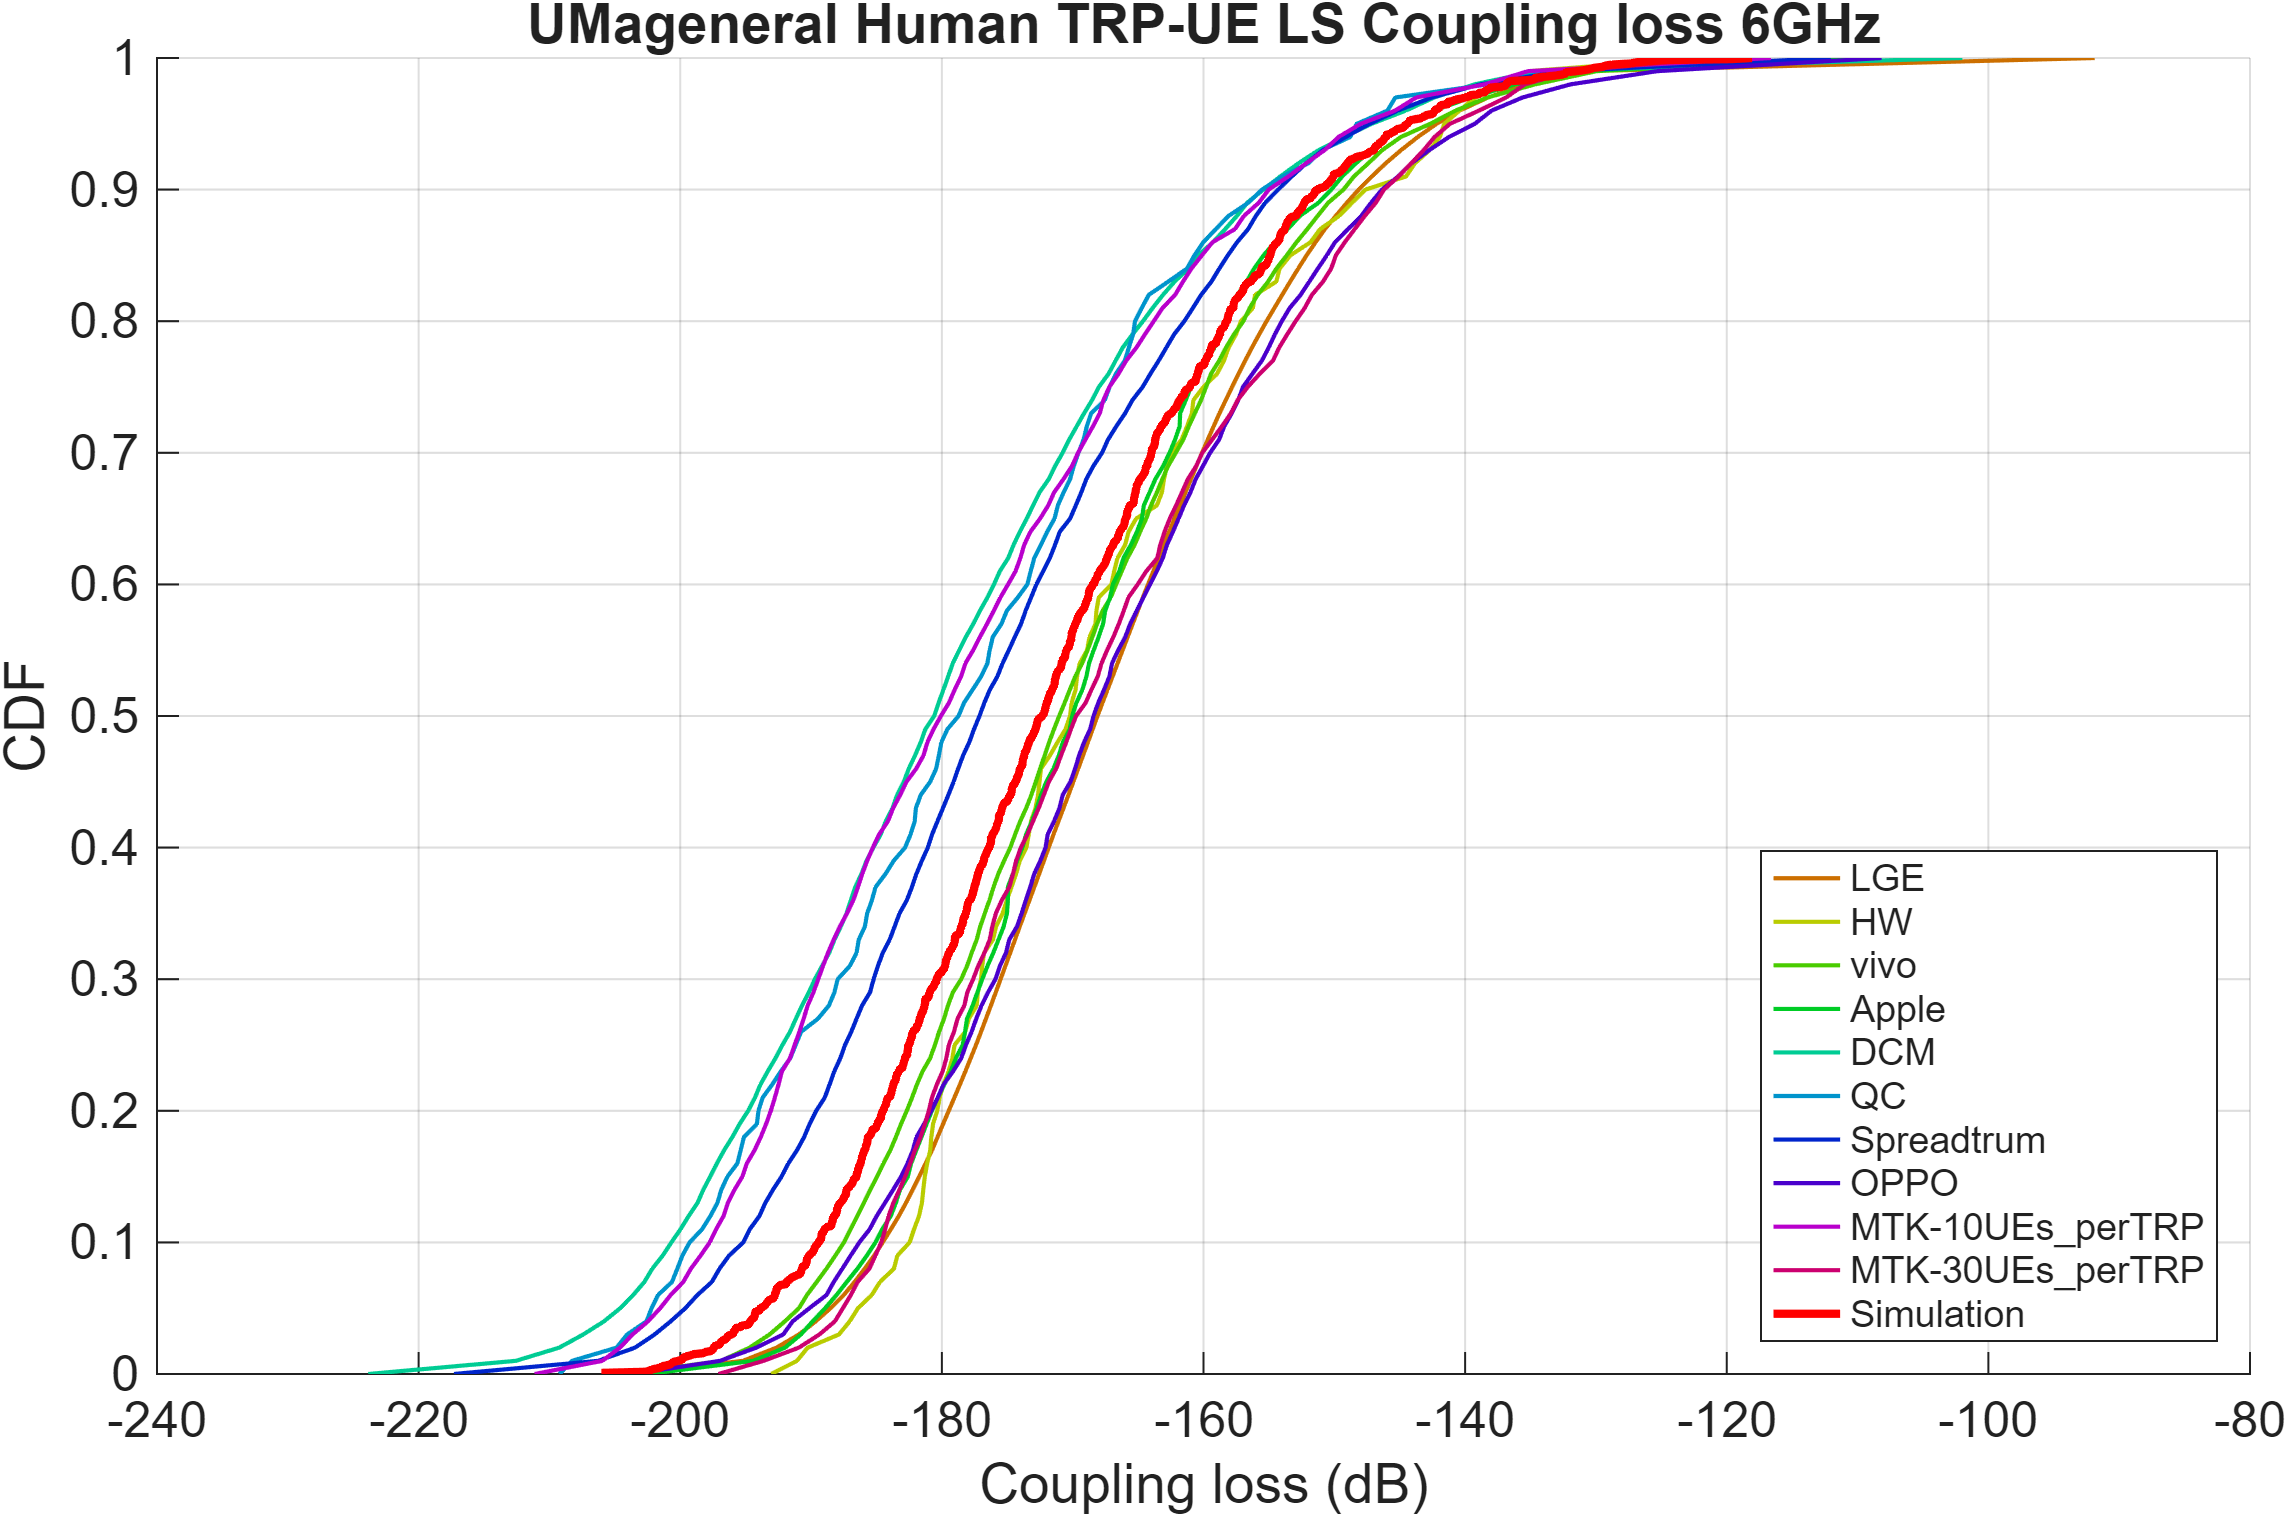 UMageneral Human TRP-UE LS Coupling loss 6GHz
1
0.9
0.8
0.7
0.6
0.5
0.4
0.3
0.2
0.1
0
CDF
-240 -220 -200 -180 -160 -140 -120 -100 -80
Coupling loss (dB)
LGE
HW
vivo
Apple
DCM
QC
Spreadtrum
OPPO
MTK-10UEs_perTRP
MTK-30UEs_perTRP
Simulation